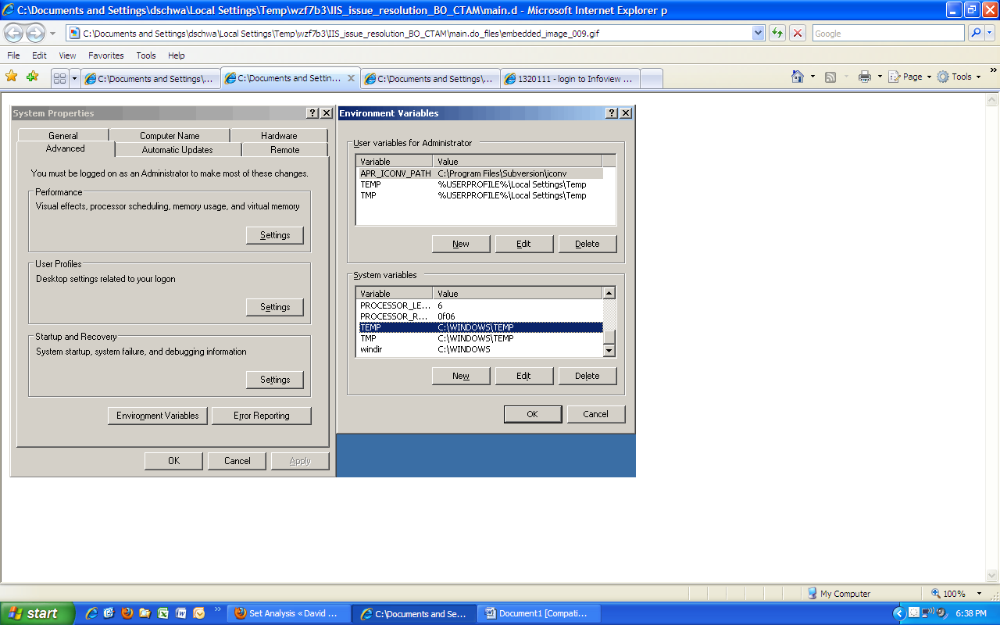 C:\Documents and Settings\dschwa\Local Settings\Temp\wzf7b3\IIS_issue_resolution_BO_CTAM\main.d - Microsoft Internet Explorer p
C:\Documents and Settings\dschwa\Local Settings\Temp\wzf7b3\IIS_issue_resolution_BO_CTAM\main.do_files\embedded_image_009.gif
Google
File Edit View Favorites Tools Help
C:\Documents and Settings\... C:\Documents and Settin... C:\Documents and Settings\... 1320111 - login to Infoview ... Page Tools
System Properties
General Computer Name Hardware
Advanced Automatic Updates Remote
You must be logged on as an Administrator to make most of these changes.
Performance
Visual effects, processor scheduling, memory usage, and virtual memory
Settings
User Profiles
Desktop settings related to your logon
Settings
Startup and Recovery
System startup, system failure, and debugging information
Settings
Environment Variables Error Reporting
OK Cancel Apply
Environment Variables
User variables for Administrator
Variable Value
APR_ICONV_PATH C:\Program Files\Subversion\iconv
TEMP %USERPROFILE%\Local Settings\Temp
TMP %USERPROFILE%\Local Settings\Temp
New Edit Delete
System variables
Variable Value
PROCESSOR_LE... 6
PROCESSOR_R... 0f06
TEMP C:\WINDOWS\TEMP
TMP C:\WINDOWS\TEMP
windir C:\WINDOWS
New Edit Delete
OK Cancel
My Computer 100%
start Set Analysis « David ... C:\Documents and Se... Document1 [Compati... 6:38 PM